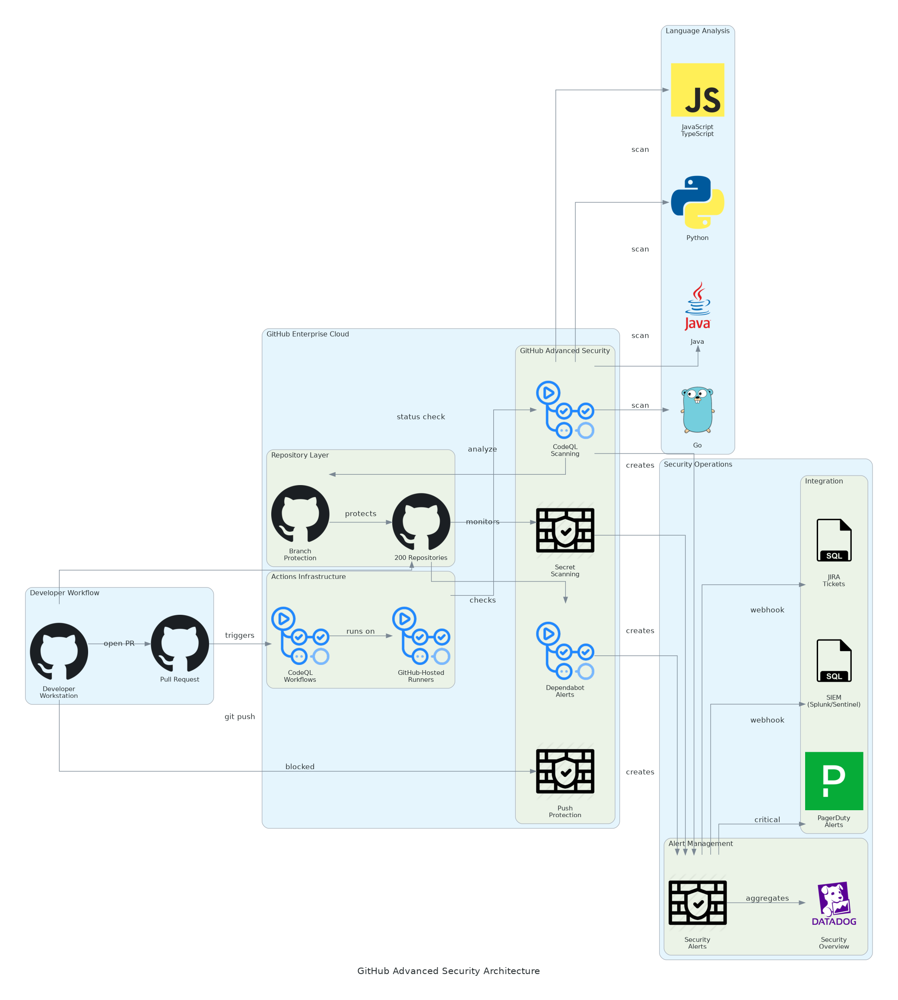 Language Analysis
JS
JavaScript
TypeScript
scan
Python
scan
Java
Java
scan
GitHub Enterprise Cloud
GitHub Advanced Security
status check
scan
Go
CodeQL
Scanning
analyze
Repository Layer
creates
Security Operations
Integration
protects
monitors
Branch
Protection
200 Repositories
SQL
Secret
Scanning
JIRA
Tickets
Actions Infrastructure
Developer Workflow
checks
webhook
open PR
triggers
runs on
creates
Developer
Workstation
Pull Request
CodeQL
Workflows
GitHub-Hosted
Runners
Dependabot
Alerts
SQL
SIEM
(Splunk/Sentinel)
git push
webhook
blocked
creates
P
Push
Protection
PagerDuty
Alerts
critical
Alert Management
aggregates
DATADOG
Security
Alerts
Security
Overview
GitHub Advanced Security Architecture